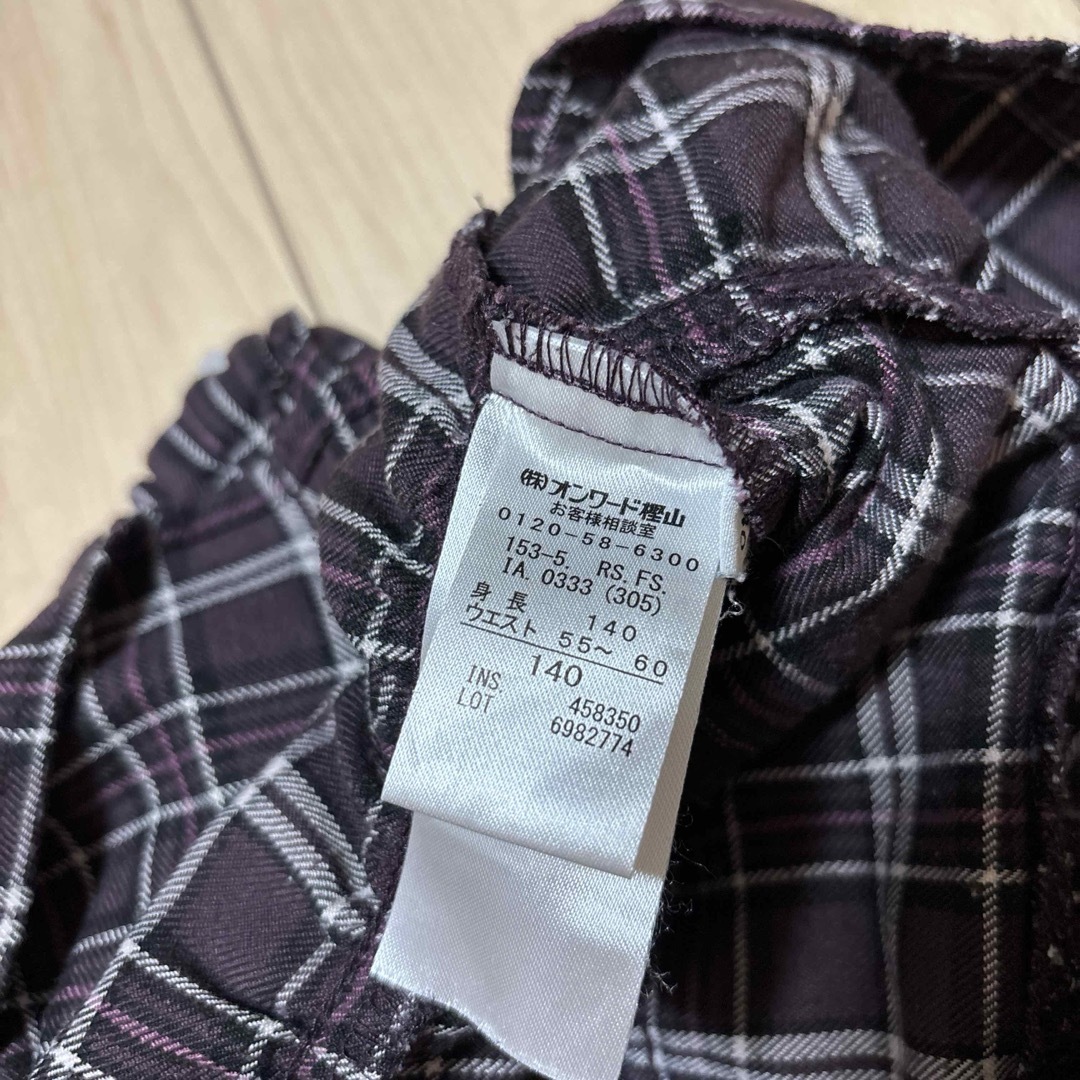 (株)オンワード樫山
お客様相談室
0120-58-6300
153-5. RS.FS.
IA. 0333 (305)
身長 140
ウエスト 55〜 60
140
INS. 458350
LOT 6982774